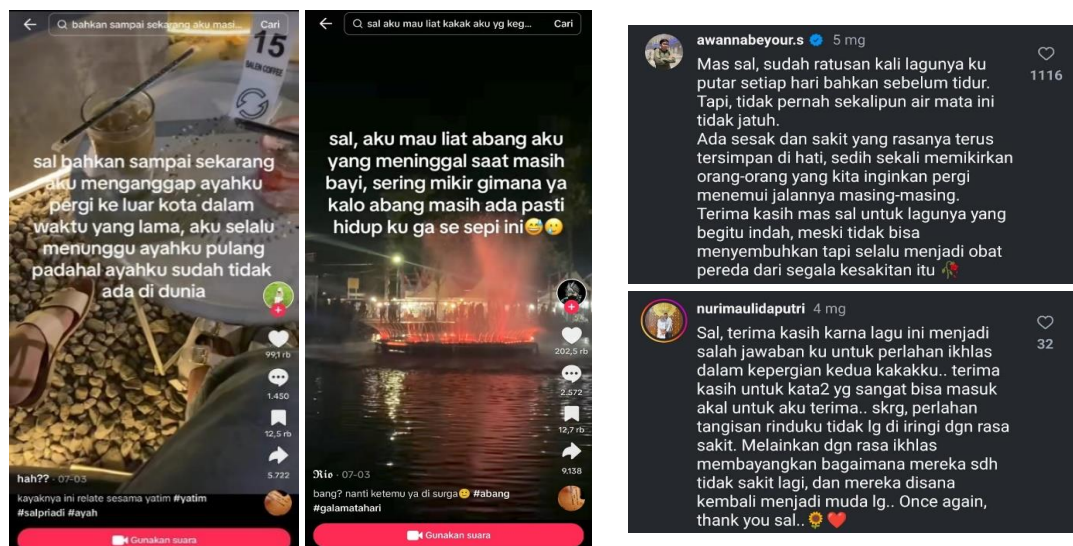 bahkan sampai sekarang aku masi...
Cari
15
BALEN COFFEE
sal bahkan sampai sekarang
aku menganggap ayahku
pergi ke luar kota dalam
waktu yang lama, aku selalu
menunggu ayahku pulang
padahal ayahku sudah tidak
ada di dunia
99,1 rb
1.450
12,5 rb
5.722
hah?? · 07-03
kayaknya ini relate sesama yatim #yatim
#salpriadi #ayah
Gunakan suara
sal aku mau liat kakak aku yg keg...
Cari
sal, aku mau liat abang aku
yang meninggal saat masih
bayi, sering mikir gimana ya
kalo abang masih ada pasti
hidup ku ga se sepi ini😅🥲
202,5 rb
2.572
12,7 rb
9.138
Rio · 07-03
bang? nanti ketemu ya di surga🙂 #abang
#galamatahari
Gunakan suara
awannabeyour.s 5 mg
Mas sal, sudah ratusan kali lagunya ku
putar setiap hari bahkan sebelum tidur.
Tapi, tidak pernah sekalipun air mata ini
tidak jatuh.
Ada sesak dan sakit yang rasanya terus
tersimpan di hati, sedih sekali memikirkan
orang-orang yang kita inginkan pergi
menemui jalannya masing-masing.
Terima kasih mas sal untuk lagunya yang
begitu indah, meski tidak bisa
menyembuhkan tapi selalu menjadi obat
pereda dari segala kesakitan itu 🥀
1116
nurimaulidaputri 4 mg
Sal, terima kasih karna lagu ini menjadi
salah jawaban ku untuk perlahan ikhlas
dalam kepergian kedua kakakku.. terima
kasih untuk kata2 yg sangat bisa masuk
akal untuk aku terima.. skrg, perlahan
tangisan rinduku tidak lg di iringi dgn rasa
sakit. Melainkan dgn rasa ikhlas
membayangkan bagaimana mereka sdh
tidak sakit lagi, dan mereka disana
kembali menjadi muda lg.. Once again,
thank you sal..🌻❤️
32